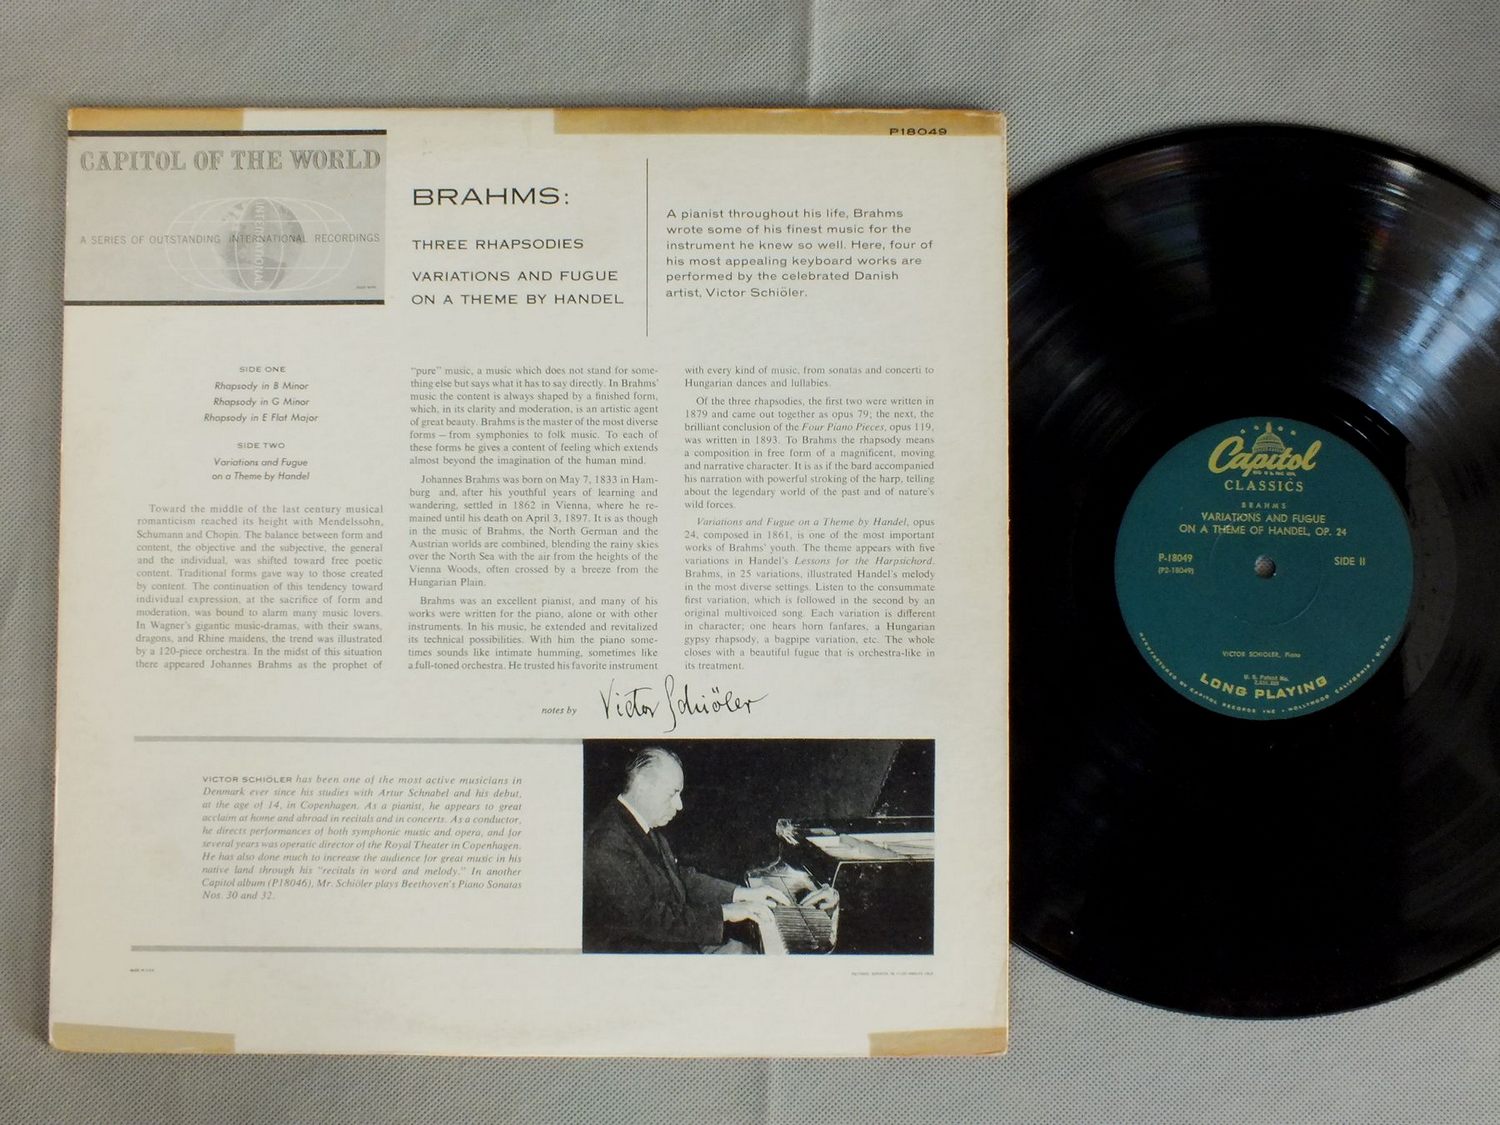 P18049
CAPITOL OF THE WORLD
A SERIES OF OUTSTANDING INTERNATIONAL RECORDINGS
INTERNATIONAL
BRAHMS:
THREE RHAPSODIES
VARIATIONS AND FUGUE
ON A THEME BY HANDEL
A pianist throughout his life, Brahms
wrote some of his finest music for the
instrument he knew so well. Here, four of
his most appealing keyboard works are
performed by the celebrated Danish
artist, Victor Schiöler.
SIDE ONE
Rhapsody in B Minor
Rhapsody in G Minor
Rhapsody in E Flat Major
SIDE TWO
Variations and Fugue
on a Theme by Handel
Toward the middle of the last century musical
romanticism reached its height with Mendelssohn,
Schumann and Chopin. The balance between form and
content, the objective and the subjective, the general
and the individual, was shifted toward free poetic
content. Traditional forms gave way to those created
by content. The continuation of this tendency toward
individual expression, at the sacrifice of form and
moderation, was bound to alarm many music lovers.
In Wagner's gigantic music-dramas, with their swans,
dragons, and Rhine maidens, the trend was illustrated
by a 120-piece orchestra. In the midst of this situation
there appeared Johannes Brahms as the prophet of
"pure" music, a music which does not stand for some-
thing else but says what it has to say directly. In Brahms'
music the content is always shaped by a finished form,
which, in its clarity and moderation, is an artistic agent
of great beauty. Brahms is the master of the most diverse
forms — from symphonies to folk music. To each of
these forms he gives a content of feeling which extends
almost beyond the imagination of the human mind.
Johannes Brahms was born on May 7, 1833 in Ham-
burg and, after his youthful years of learning and
wandering, settled in 1862 in Vienna, where he re-
mained until his death on April 3, 1897. It is as though
in the music of Brahms, the North German and the
Austrian worlds are combined, blending the rainy skies
over the North Sea with the air from the heights of the
Vienna Woods, often crossed by a breeze from the
Hungarian Plain.
Brahms was an excellent pianist, and many of his
works were written for the piano, alone or with other
instruments. In his music, he extended and revitalized
its technical possibilities. With him the piano some-
times sounds like intimate humming, sometimes like
a full-toned orchestra. He trusted his favorite instrument
with every kind of music, from sonatas and concerti to
Hungarian dances and lullabies.
Of the three rhapsodies, the first two were written in
1879 and came out together as opus 79; the next, the
brilliant conclusion of the Four Piano Pieces, opus 119,
was written in 1893. To Brahms the rhapsody means
a composition in free form of a magnificent, moving
and narrative character. It is as if the bard accompanied
his narration with powerful stroking of the harp, telling
about the legendary world of the past and of nature's
wild forces.
Variations and Fugue on a Theme by Handel, opus
24, composed in 1861, is one of the most important
works of Brahms' youth. The theme appears with five
variations in Handel's Lessons for the Harpsichord.
Brahms, in 25 variations, illustrated Handel's melody
in the most diverse settings. Listen to the consummate
first variation, which is followed in the second by an
original multivoiced song. Each variation is different
in character; one hears horn fanfares, a Hungarian
gypsy rhapsody, a bagpipe variation, etc. The whole
closes with a beautiful fugue that is orchestra-like in
its treatment.
notes by Victor Schiöler
VICTOR SCHIÖLER has been one of the most active musicians in
Denmark ever since his studies with Artur Schnabel and his debut,
at the age of 14, in Copenhagen. As a pianist, he appears to great
acclaim at home and abroad in recitals and in concerts. As a conductor,
he directs performances of both symphonic music and opera, and for
several years was operatic director of the Royal Theater in Copenhagen.
He has also done much to increase the audience for great music in his
native land through his "recitals in word and melody." In another
Capitol album (P18046), Mr. Schiöler plays Beethoven's Piano Sonatas
Nos. 30 and 32.
Capitol
CLASSICS
BRAHMS
VARIATIONS AND FUGUE
ON A THEME OF HANDEL, OP. 24
P-18049
(P2-18049)
SIDE II
VICTOR SCHIOLER, Piano
U. S. Patent No.
LONG PLAYING
MANUFACTURED BY CAPITOL RECORDS INC • HOLLYWOOD CALIFORNIA • U.S.A.